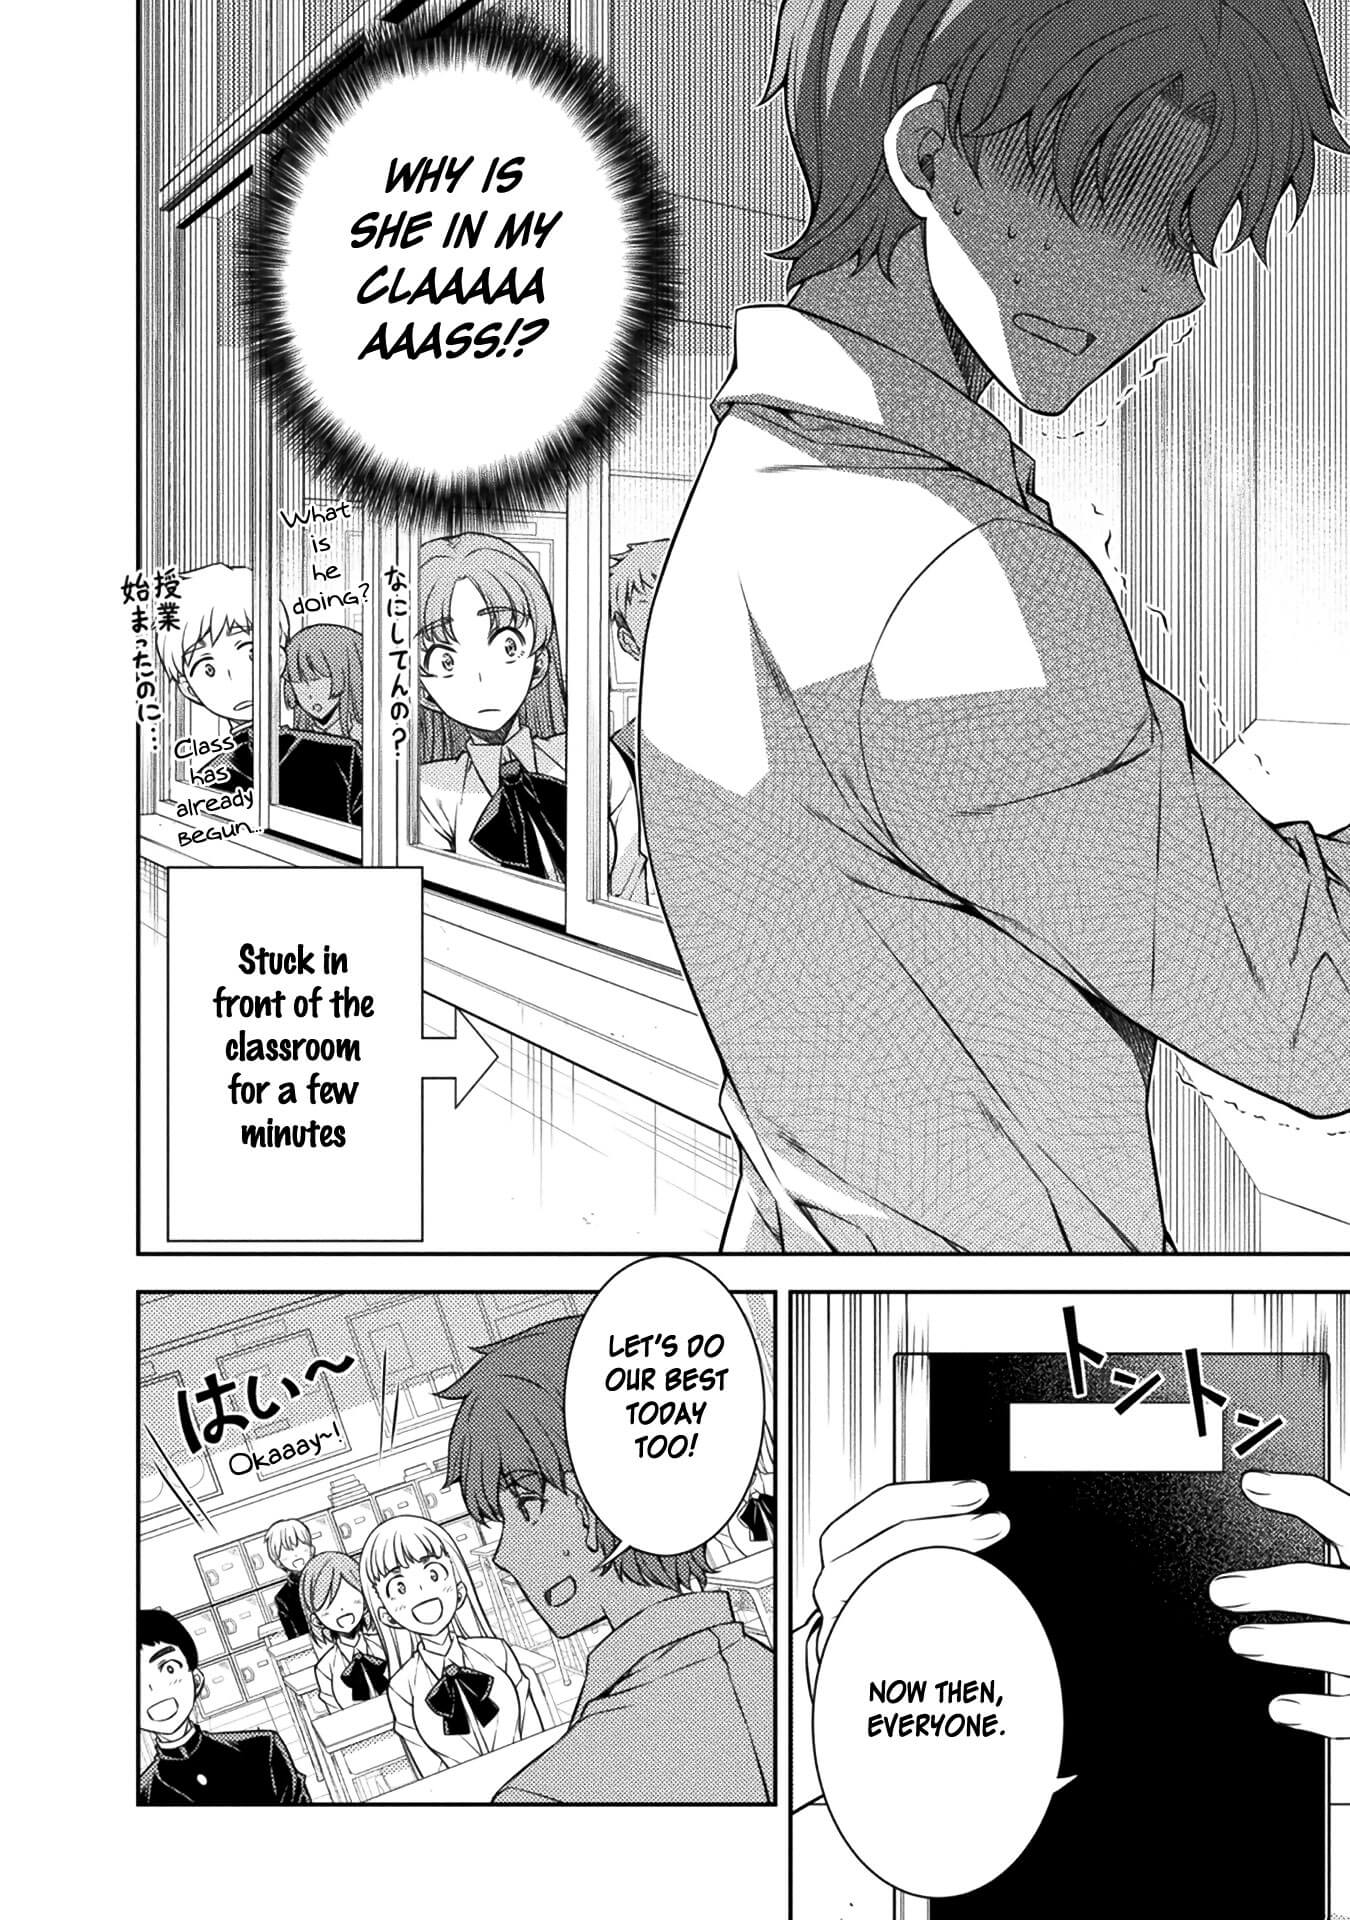 WHY IS
SHE IN MY
CLAAAAA
AAASS!?
なにしてんの?
What
is
he
doing?
授業
始まったのに…
Class
has
already
begun...
Stuck in
front of the
classroom
for a few
minutes
トントン
NOW THEN,
EVERYONE.
LET'S DO
OUR BEST
TODAY
TOO!
はい~
Okaaay~!